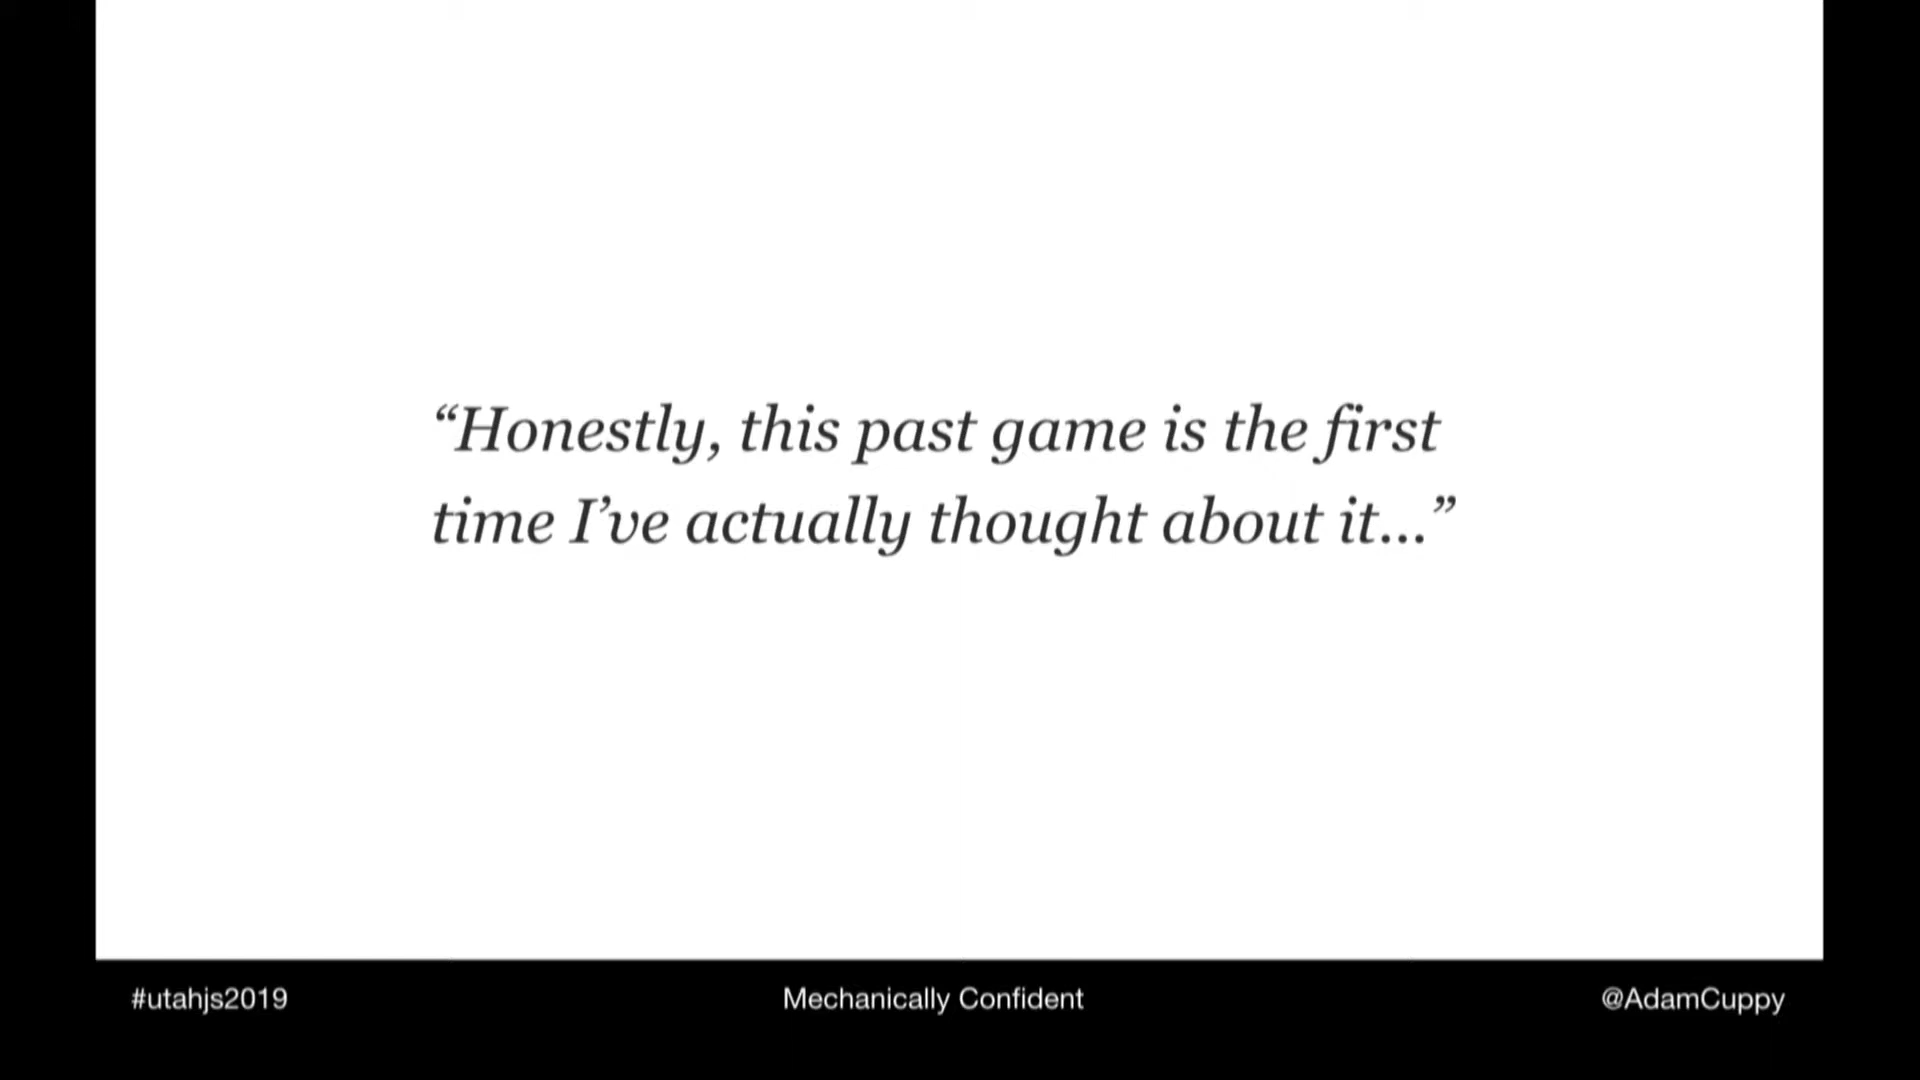 “Honestly, this past game is the first
time I’ve actually thought about it...”
#utahjs2019
Mechanically Confident
@AdamCuppy